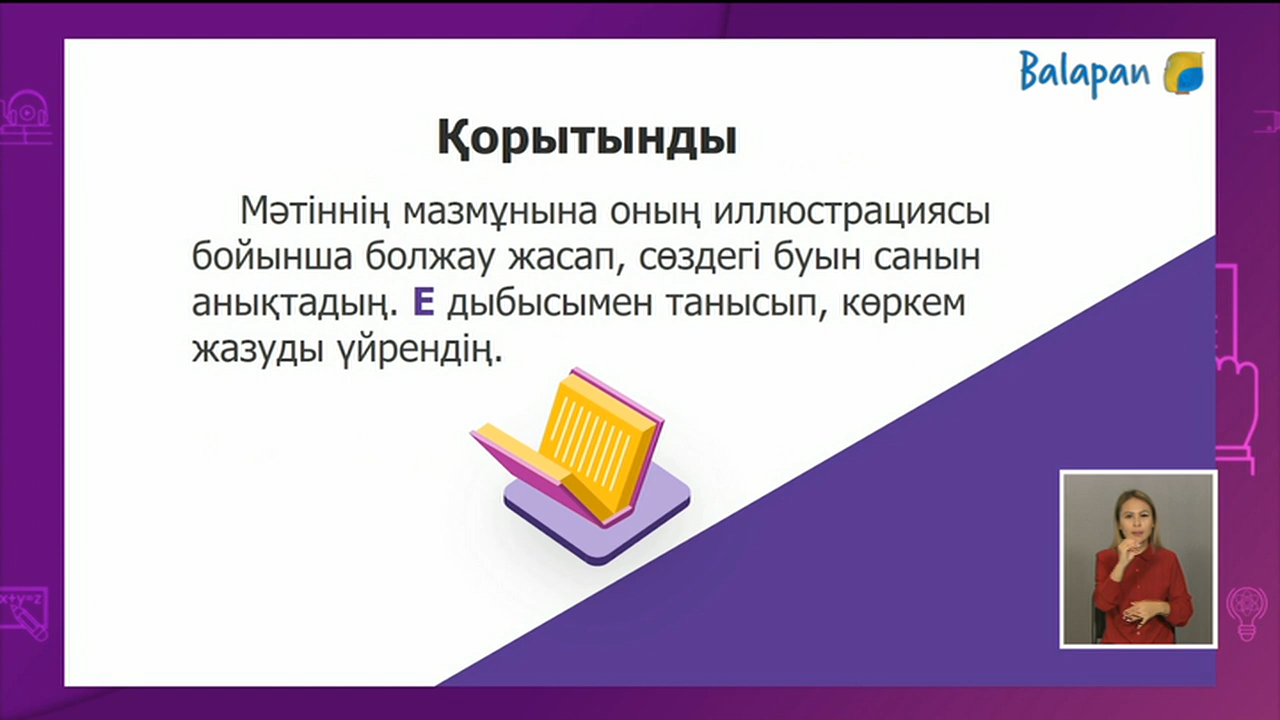 Balapan
Қорытынды
Мәтіннің мазмұнына оның иллюстрациясы
бойынша болжау жасап, сөздегі буын санын
анықтадың. Е дыбысымен танысып, көркем
жазуды үйрендің.
x+y=z